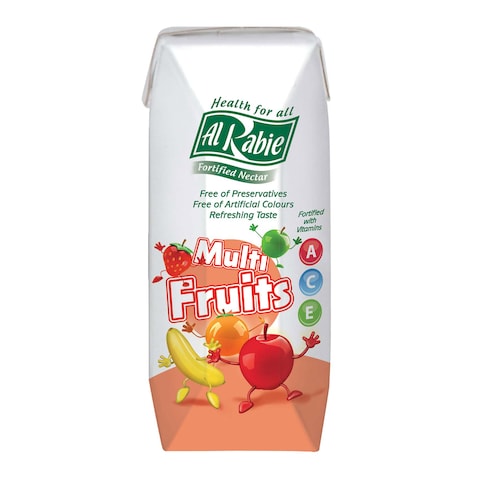 Health for all
Al Rabie
Fortified Nectar
Free of Preservatives
Free of Artificial Colours
Refreshing Taste
Fortified
with
Vitamins
A
C
E
Multi
Fruits